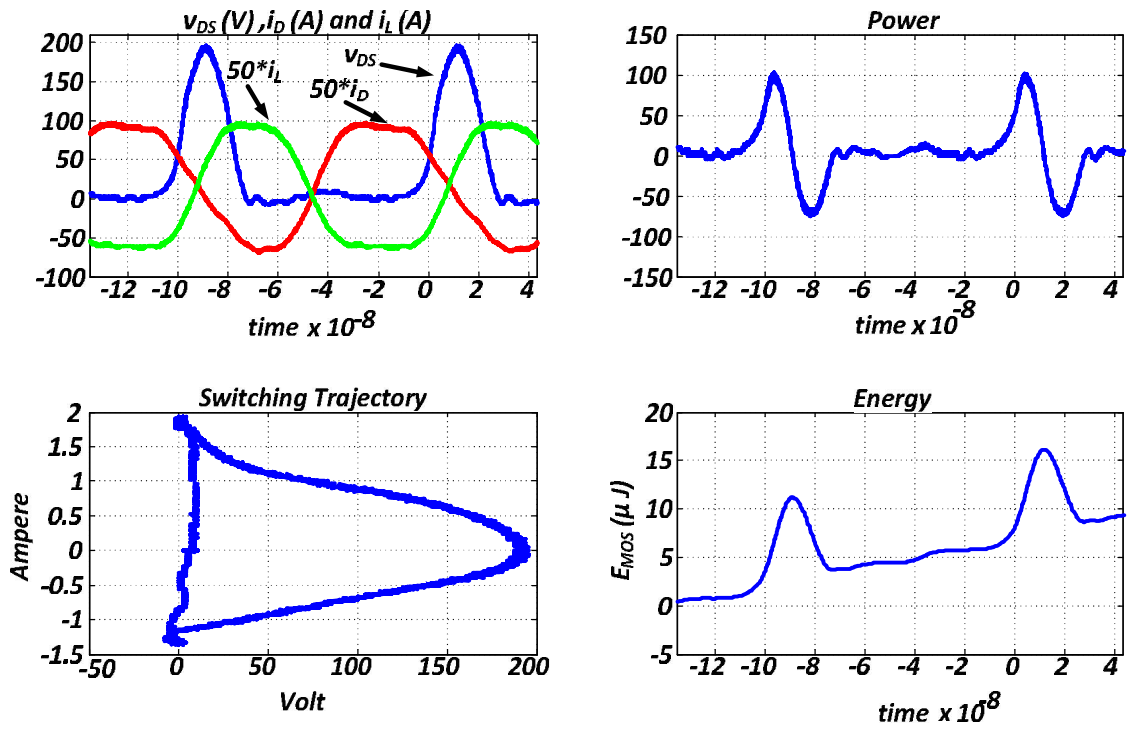 vDS (V) ,iD (A) and iL (A)
200
150
100
50
0
-50
-100
vDS
50*iL
50*iD
-12 -10 -8 -6 -4 -2 0 2 4
time x 10-8
Power
150
100
50
0
-50
-100
-150
-12 -10 -8 -6 -4 -2 0 2 4
time x 10-8
Switching Trajectory
Ampere
2
1.5
1
0.5
0
-0.5
-1
-1.5
-50 0 50 100 150 200
Volt
Energy
EMOS (µ J)
20
15
10
5
0
-5
-12 -10 -8 -6 -4 -2 0 2 4
time x 10-8